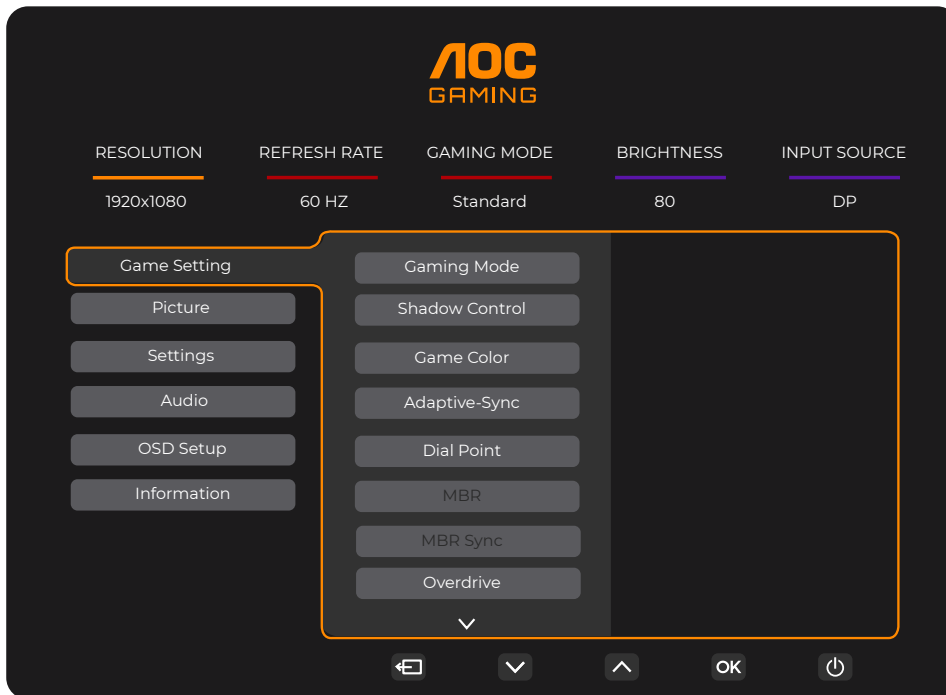 AOC
GAMING
RESOLUTION REFRESH RATE GAMING MODE BRIGHTNESS INPUT SOURCE
1920x1080 60 HZ Standard 80 DP
Game Setting
Picture
Settings
Audio
OSD Setup
Information
Gaming Mode
Shadow Control
Game Color
Adaptive-Sync
Dial Point
MBR
MBR Sync
Overdrive
OK